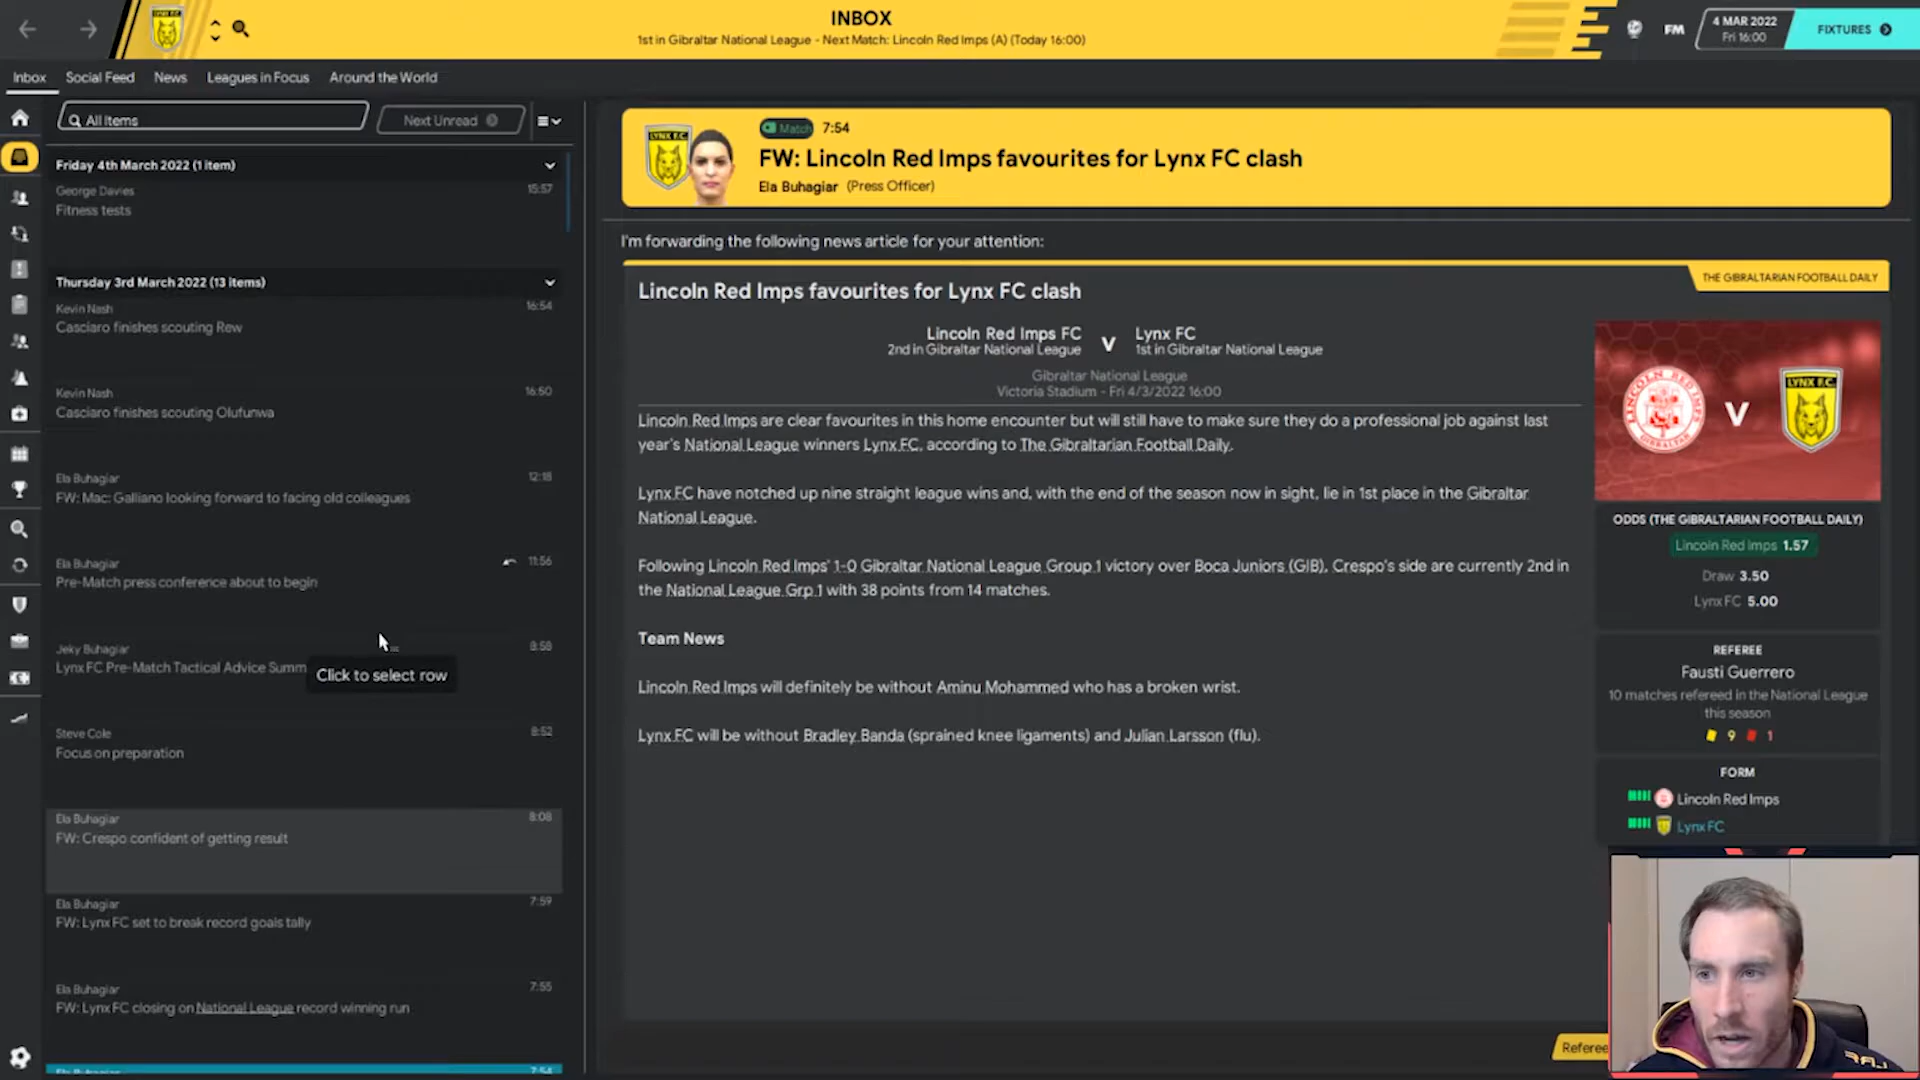 INBOX
1st in Gibraltar National League - Next Match: Lincoln Red Imps (A) (Today 16:00)
FM
4 MAR 2022
Fri 16:00
FIXTURES
Inbox
Social Feed
News
Leagues in Focus
Around the World
All Items
Next Unread
Friday 4th March 2022 (1 item)
George Davies
15:57
Fitness tests
Thursday 3rd March 2022 (13 items)
Kevin Nash
16:54
Casciaro finishes scouting Rew
Kevin Nash
16:50
Casciaro finishes scouting Olufunwa
Ela Buhagiar
12:18
FW: Mac: Galliano looking forward to facing old colleagues
Ela Buhagiar
11:56
Pre-Match press conference about to begin
Jeky Buhagiar
8:58
Lynx FC Pre-Match Tactical Advice Summ
Click to select row
Steve Cole
8:52
Focus on preparation
Ela Buhagiar
8:08
FW: Crespo confident of getting result
Ela Buhagiar
7:59
FW: Lynx FC set to break record goals tally
Ela Buhagiar
7:55
FW: Lynx FC closing on National League record winning run
Ela Buhagiar
7:54
LYNX F.C.
Match
7:54
FW: Lincoln Red Imps favourites for Lynx FC clash
Ela Buhagiar (Press Officer)
I'm forwarding the following news article for your attention:
THE GIBRALTARIAN FOOTBALL DAILY
Lincoln Red Imps favourites for Lynx FC clash
Lincoln Red Imps FC
2nd in Gibraltar National League
V
Lynx FC
1st in Gibraltar National League
Gibraltar National League
Victoria Stadium - Fri 4/3/2022 16:00
Lincoln Red Imps are clear favourites in this home encounter but will still have to make sure they do a professional job against last
year's National League winners Lynx FC, according to The Gibraltarian Football Daily.
Lynx FC have notched up nine straight league wins and, with the end of the season now in sight, lie in 1st place in the Gibraltar
National League.
Following Lincoln Red Imps' 1-0 Gibraltar National League Group 1 victory over Boca Juniors (GIB), Crespo's side are currently 2nd in
the National League Grp 1 with 38 points from 14 matches.
Team News
Lincoln Red Imps will definitely be without Aminu Mohammed who has a broken wrist.
Lynx FC will be without Bradley Banda (sprained knee ligaments) and Julian Larsson (flu).
LINCOLN RED IMPS
GIBRALTAR
V
LYNX F.C.
ODDS (THE GIBRALTARIAN FOOTBALL DAILY)
Lincoln Red Imps 1.57
Draw 3.50
Lynx FC 5.00
REFEREE
Fausti Guerrero
10 matches refereed in the National League
this season
9
1
FORM
Lincoln Red Imps
Lynx FC
Referee